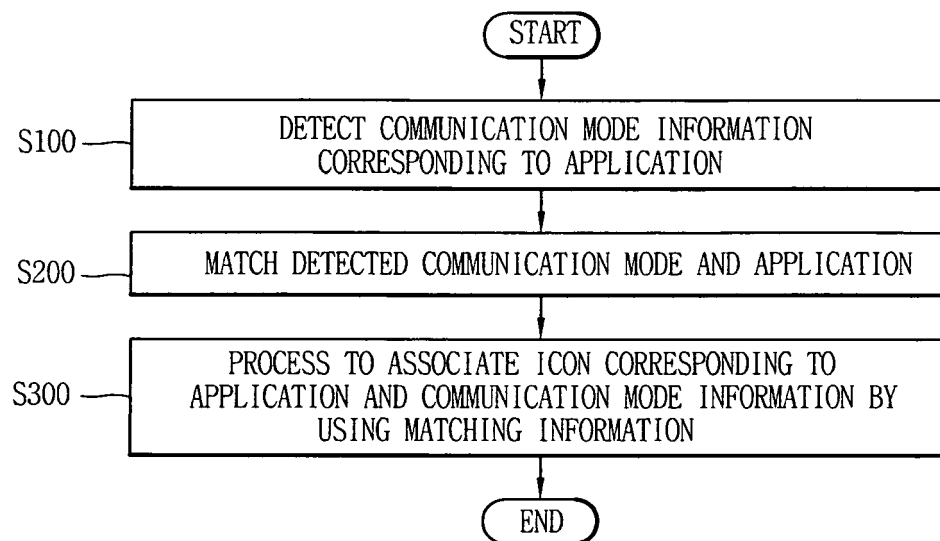 START
S100
DETECT COMMUNICATION MODE INFORMATION
CORRESPONDING TO APPLICATION
S200
MATCH DETECTED COMMUNICATION MODE AND APPLICATION
S300
PROCESS TO ASSOCIATE ICON CORRESPONDING TO
APPLICATION AND COMMUNICATION MODE INFORMATION BY
USING MATCHING INFORMATION
END